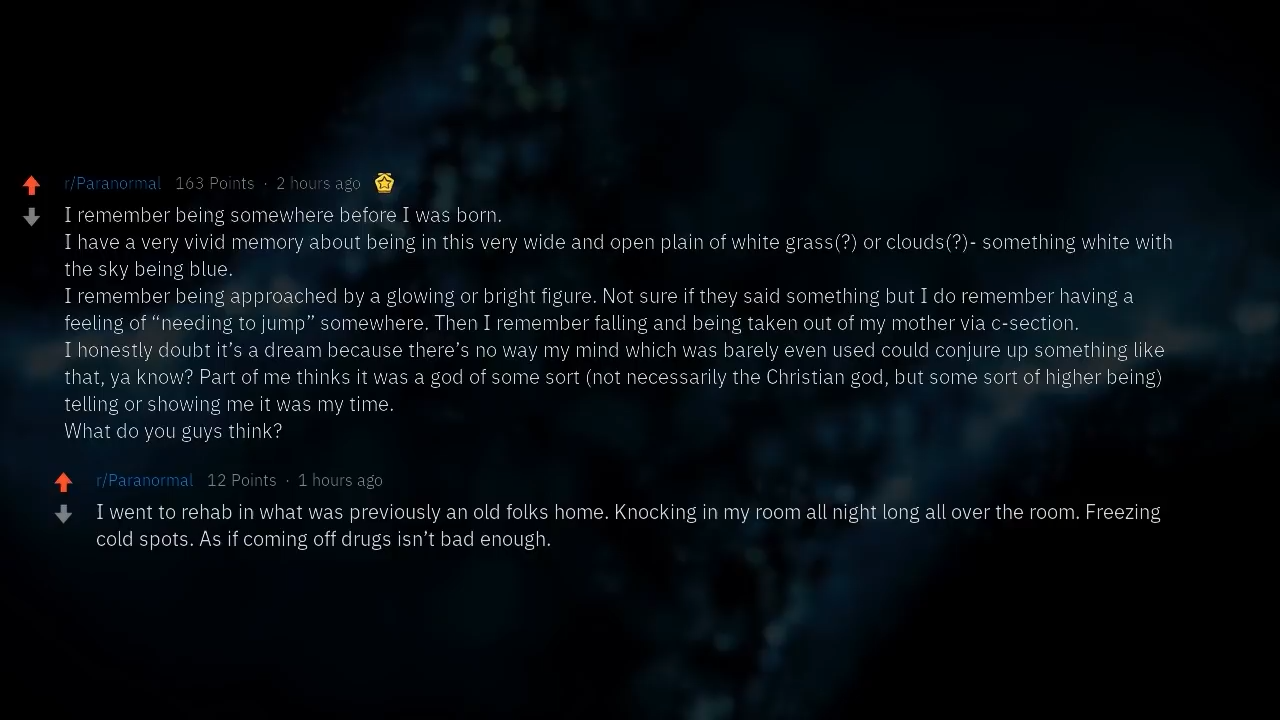 r/Paranormal 163 Points · 2 hours ago
I remember being somewhere before I was born.
I have a very vivid memory about being in this very wide and open plain of white grass(?) or clouds(?)- something white with
the sky being blue.
I remember being approached by a glowing or bright figure. Not sure if they said something but I do remember having a
feeling of “needing to jump” somewhere. Then I remember falling and being taken out of my mother via c-section.
I honestly doubt it’s a dream because there’s no way my mind which was barely even used could conjure up something like
that, ya know? Part of me thinks it was a god of some sort (not necessarily the Christian god, but some sort of higher being)
telling or showing me it was my time.
What do you guys think?
r/Paranormal 12 Points · 1 hours ago
I went to rehab in what was previously an old folks home. Knocking in my room all night long all over the room. Freezing
cold spots. As if coming off drugs isn’t bad enough.